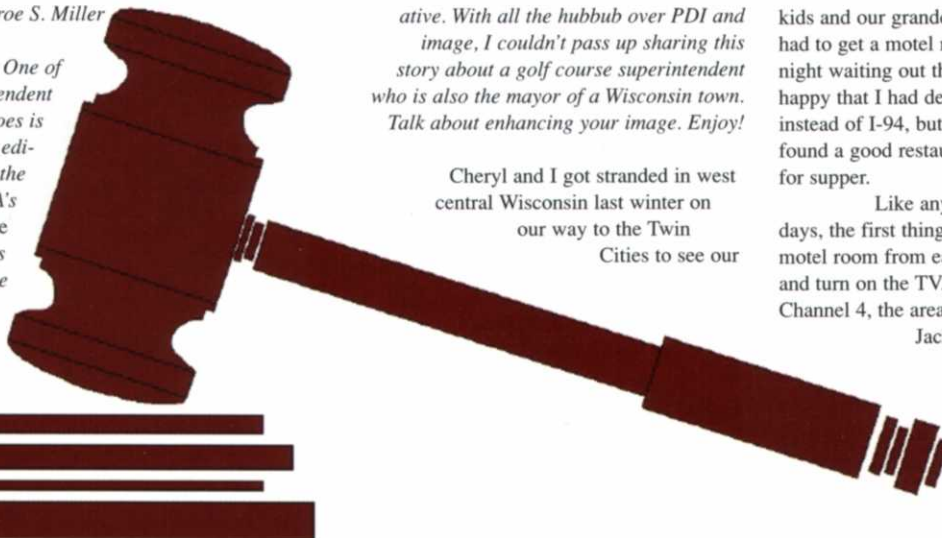 roe S. Miller
One of
endent
oes is
edi-
the
A's
e
s
e
ative. With all the hubbub over PDI and
image, I couldn't pass up sharing this
story about a golf course superintendent
who is also the mayor of a Wisconsin town.
Talk about enhancing your image. Enjoy!
Cheryl and I got stranded in west
central Wisconsin last winter on
our way to the Twin
Cities to see our
kids and our grande
had to get a motel r
night waiting out th
happy that I had de
instead of I-94, but
found a good restau
for supper.
Like any
days, the first thing
motel room from ea
and turn on the TV.
Channel 4, the area
Jac